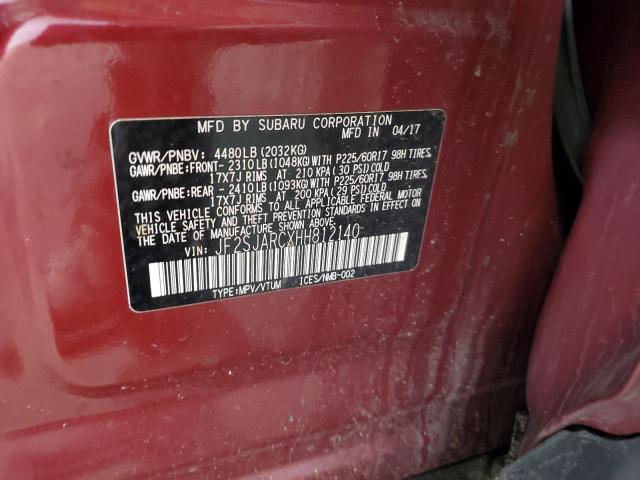 MFD BY SUBARU CORPORATION
MFD IN 04/17
GVWR/PNBV: 4480LB (2032KG)
GAWR/PNBE: FRONT- 2310LB (1048KG) WITH P225/60R17 98H TIRES,
17X7J RIMS AT 210 KPA (30 PSI) COLD
GAWR/PNBE: REAR - 2410LB (1093KG) WITH P225/60R17 98H TIRES,
17X7J RIMS AT 200 KPA (29 PSI) COLD
THIS VEHICLE CONFORMS TO ALL APPLICABLE FEDERAL MOTOR
VEHICLE SAFETY AND THEFT PREVENTION STANDARDS IN EFFECT ON
THE DATE OF MANUFACTURE SHOWN ABOVE.
VIN: JF2SJARCXHH812140
TYPE: MPV/VTUM ICES/NMB-002